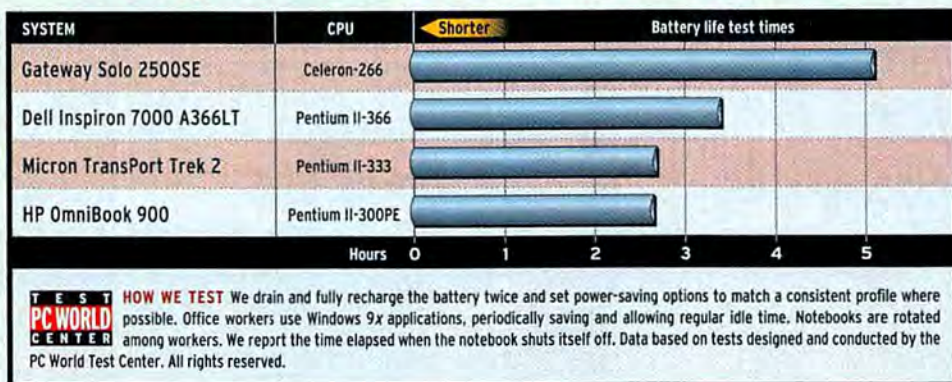 SYSTEM CPU Shorter Battery life test times
Gateway Solo 2500SE Celeron-266
Dell Inspiron 7000 A366LT Pentium II-366
Micron TransPort Trek 2 Pentium II-333
HP OmniBook 900 Pentium II-300PE
Hours 0 1 2 3 4 5
TEST
PC WORLD
CENTER
HOW WE TEST We drain and fully recharge the battery twice and set power-saving options to match a consistent profile where
possible. Office workers use Windows 9x applications, periodically saving and allowing regular idle time. Notebooks are rotated
among workers. We report the time elapsed when the notebook shuts itself off. Data based on tests designed and conducted by the
PC World Test Center. All rights reserved.